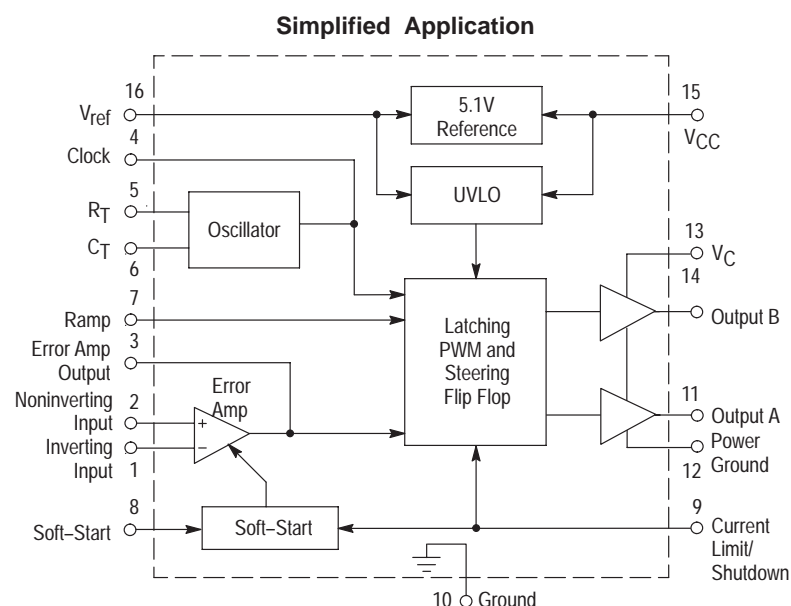 Simplified Application
16
Vref
4
Clock
5
RT
CT
6
7
Ramp
3
Error Amp
Output
Noninverting
Input
2
Inverting
Input
1
8
Soft–Start
5.1V
Reference
UVLO
Oscillator
Latching
PWM and
Steering
Flip Flop
Error
Amp
+
–
Soft–Start
15
VCC
13
VC
14
Output B
11
Output A
Power
Ground
12
9
Current
Limit/
Shutdown
10
Ground